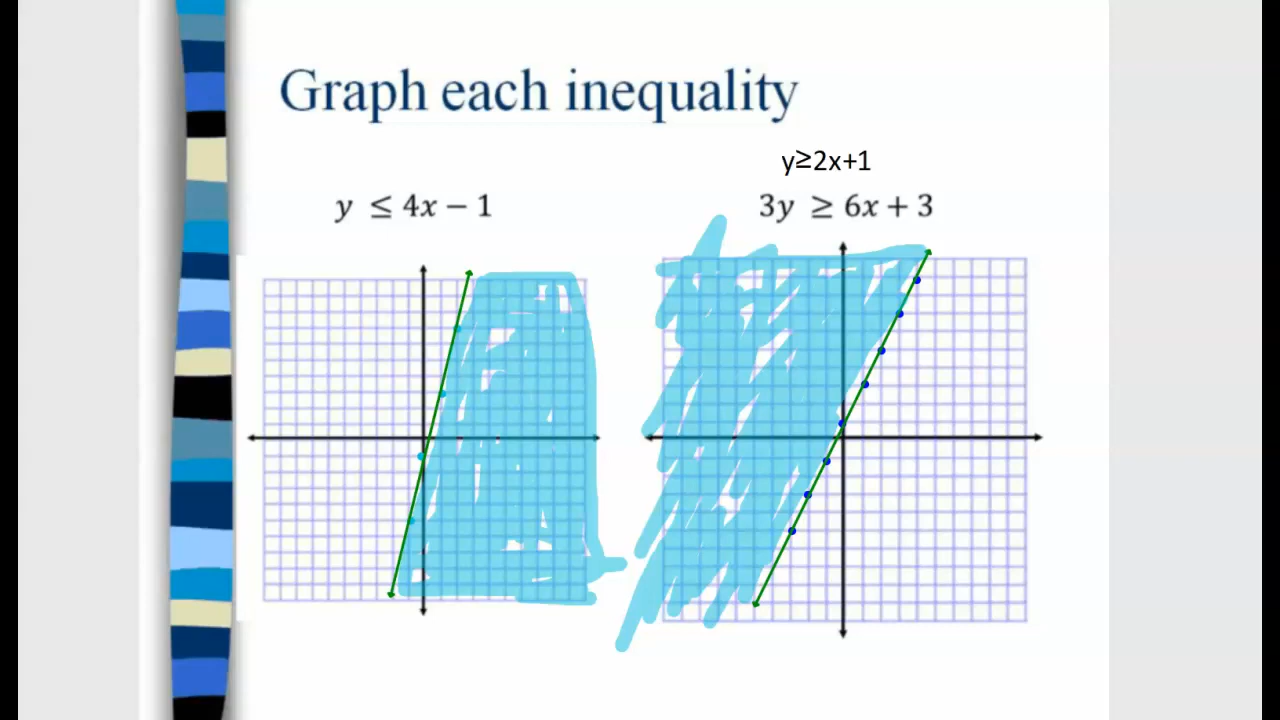 Graph each inequality
y ≤ 4x − 1
y≥2x+1
3y ≥ 6x + 3